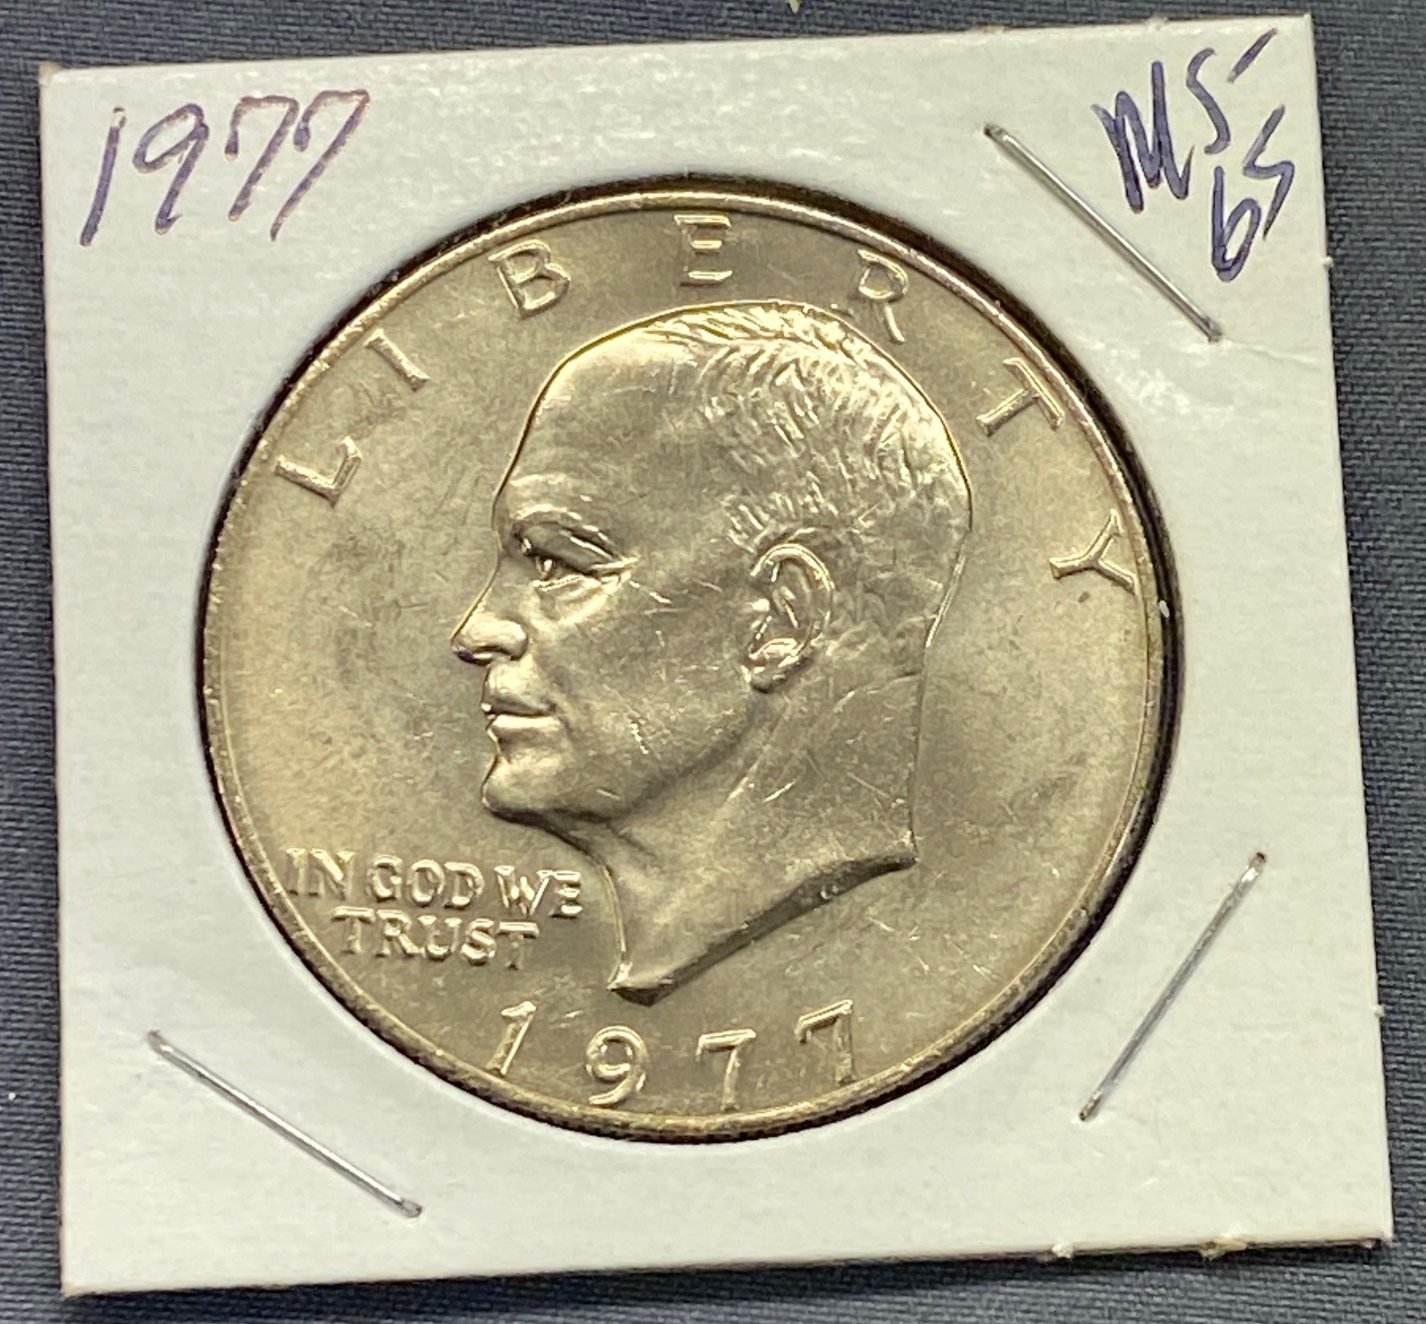 1977
MS-
65
LIBERTY
IN GOD WE
TRUST
1977